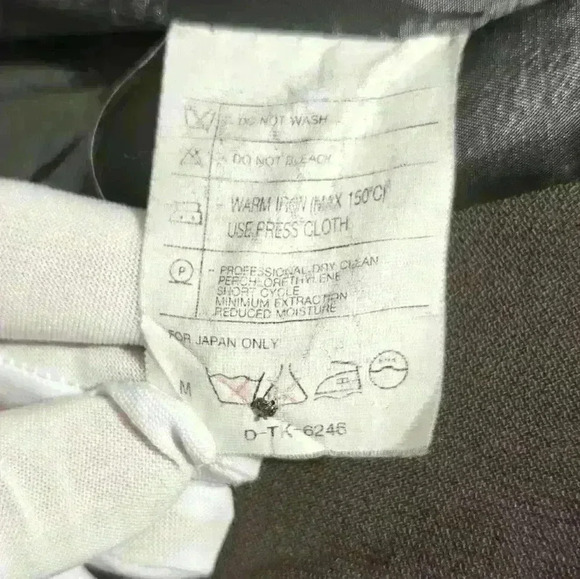 - DO NOT WASH
- DO NOT BLEACH
- WARM IRON (MAX 150°C)
USE PRESS CLOTH
P
- PROFESSIONAL DRY CLEAN
PERCHLORETHYLENE
SHORT CYCLE
MINIMUM EXTRACTION
REDUCED MOISTURE
FOR JAPAN ONLY
M
D-TK-6245